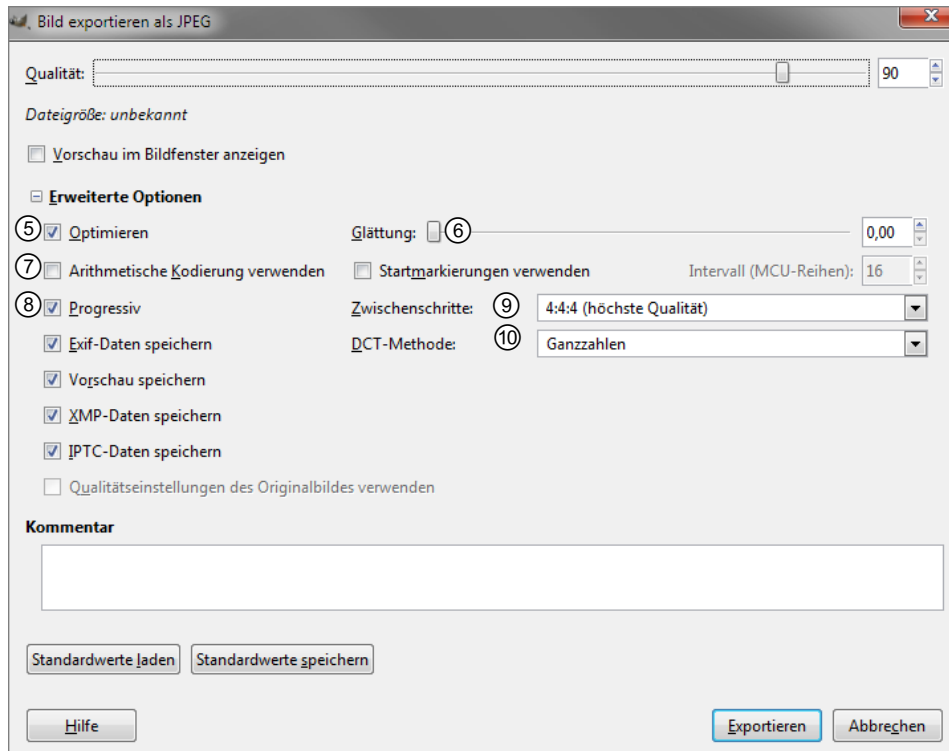 Bild exportieren als JPEG
Qualität: 90
Dateigröße: unbekannt
Vorschau im Bildfenster anzeigen
Erweiterte Optionen
⑤ Optimieren Glättung: ⑥ 0,00
⑦ Arithmetische Kodierung verwenden Startmarkierungen verwenden Intervall (MCU-Reihen): 16
⑧ Progressiv Zwischenschritte: ⑨ 4:4:4 (höchste Qualität)
Exif-Daten speichern DCT-Methode: ⑩ Ganzzahlen
Vorschau speichern
XMP-Daten speichern
IPTC-Daten speichern
Qualitätseinstellungen des Originalbildes verwenden
Kommentar
Standardwerte laden Standardwerte speichern
Hilfe Exportieren Abbrechen